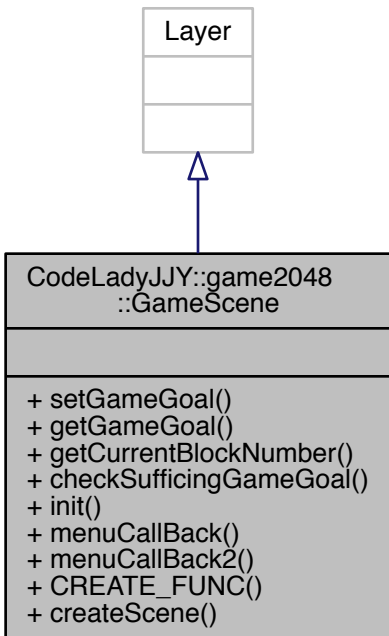 Layer
CodeLadyJJY::game2048
::GameScene
+ setGameGoal()
+ getGameGoal()
+ getCurrentBlockNumber()
+ checkSufficingGameGoal()
+ init()
+ menuCallBack()
+ menuCallBack2()
+ CREATE_FUNC()
+ createScene()